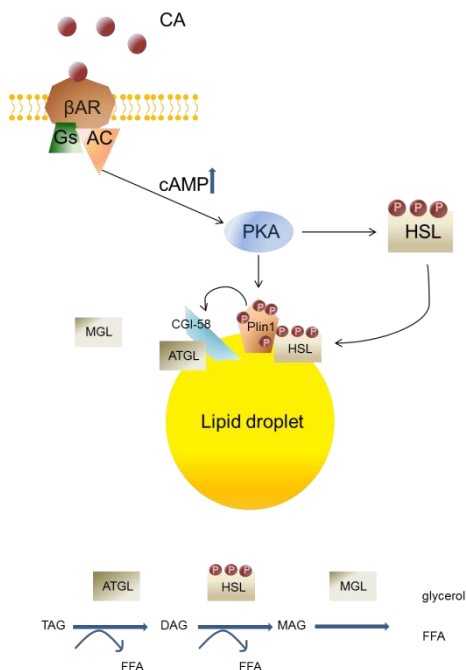 CA
βAR
Gs AC
cAMP
PKA
P P P
HSL
P P P P
Plin1
CGI-58
MGL
ATGL
P P P
HSL
Lipid droplet
ATGL
P P P
HSL
MGL
glycerol
TAG DAG MAG
FFA
FFA FFA